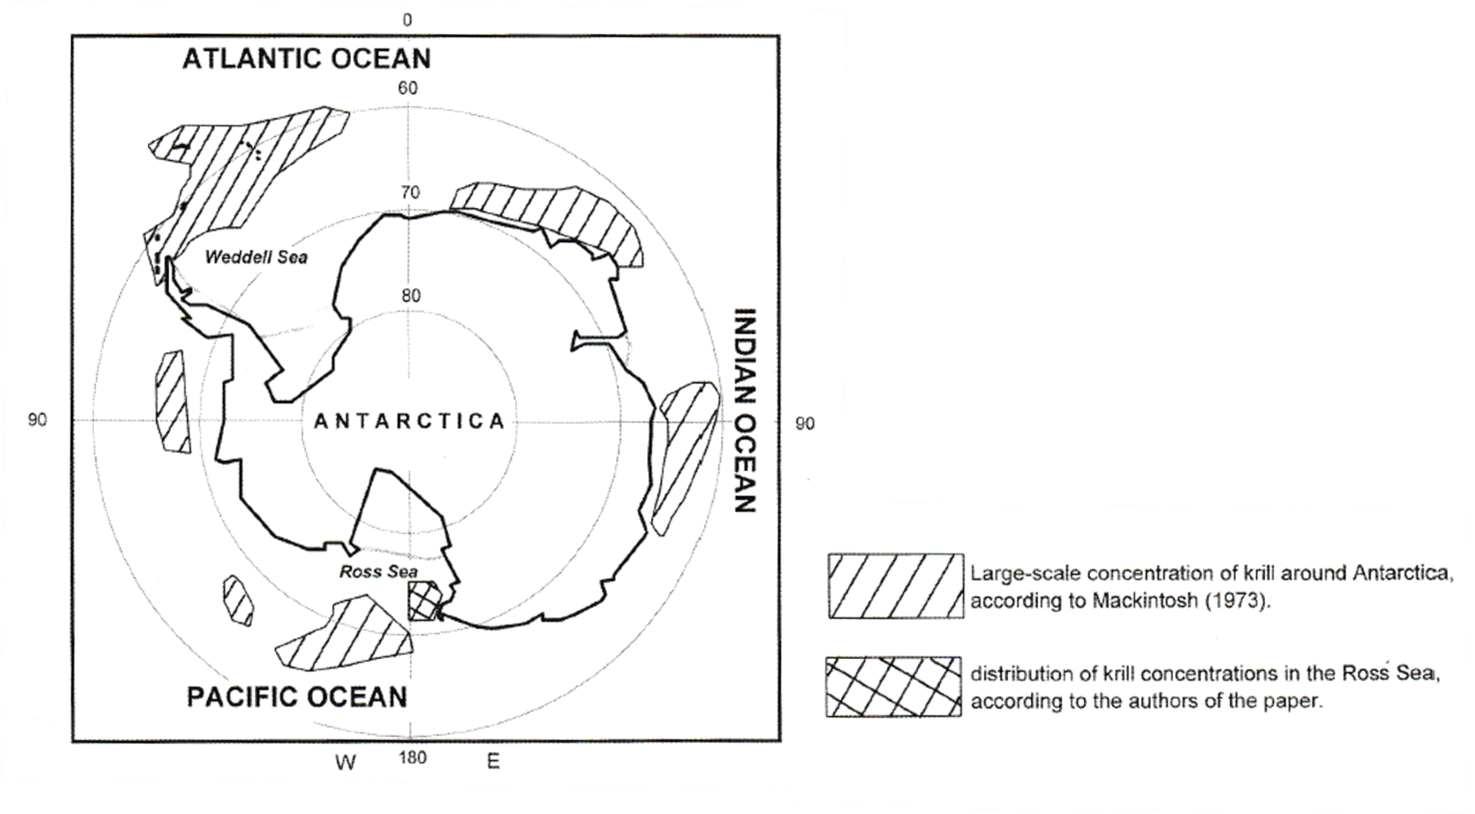 0
ATLANTIC OCEAN
60
70
Weddell Sea
80
INDIAN OCEAN
90
ANTARCTICA
90
Ross Sea
PACIFIC OCEAN
W
180
E
Large-scale concentration of krill around Antarctica,
according to Mackintosh (1973).
distribution of krill concentrations in the Ross Sea,
according to the authors of the paper.